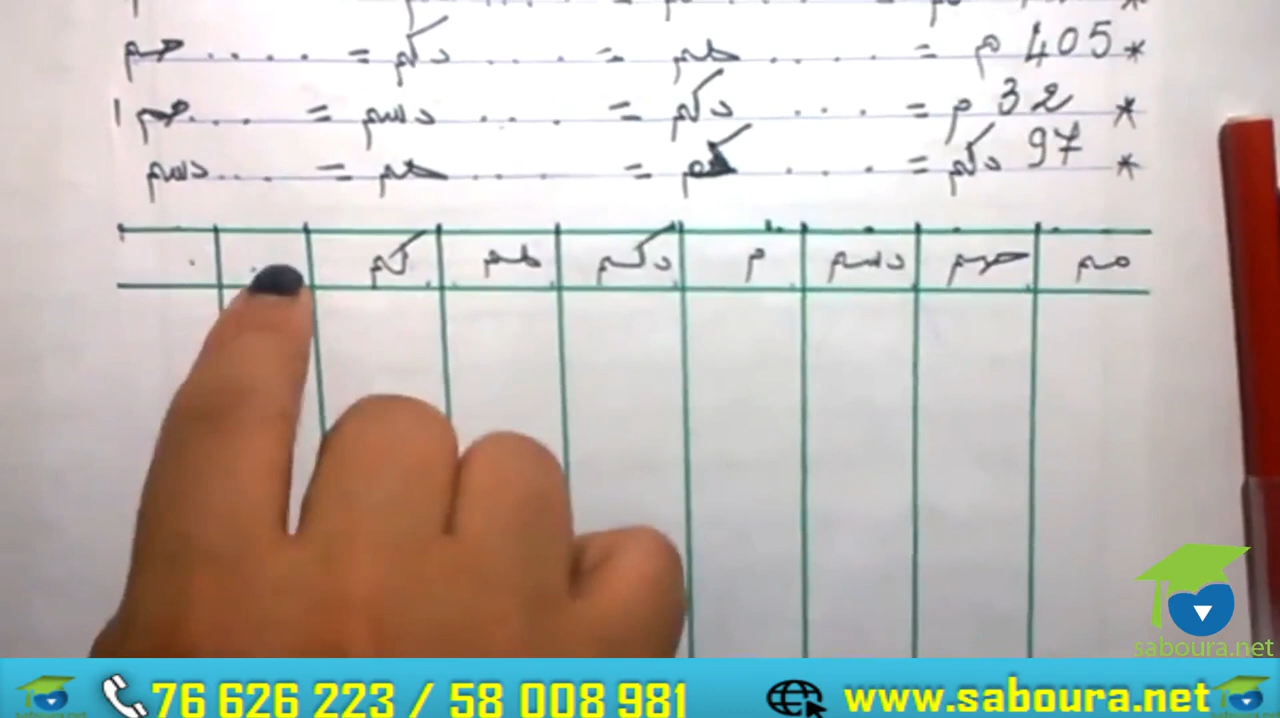 * 405 م = .... هم = .... دكم = .... صم
* 32 م = .... دكم = .... دسم = .... صم
* 97 دكم = .... كم = .... هم = .... دسم
مم صم دسم م دكم هم كم
saboura.net
76 626 223 / 58 008 981 www.saboura.net